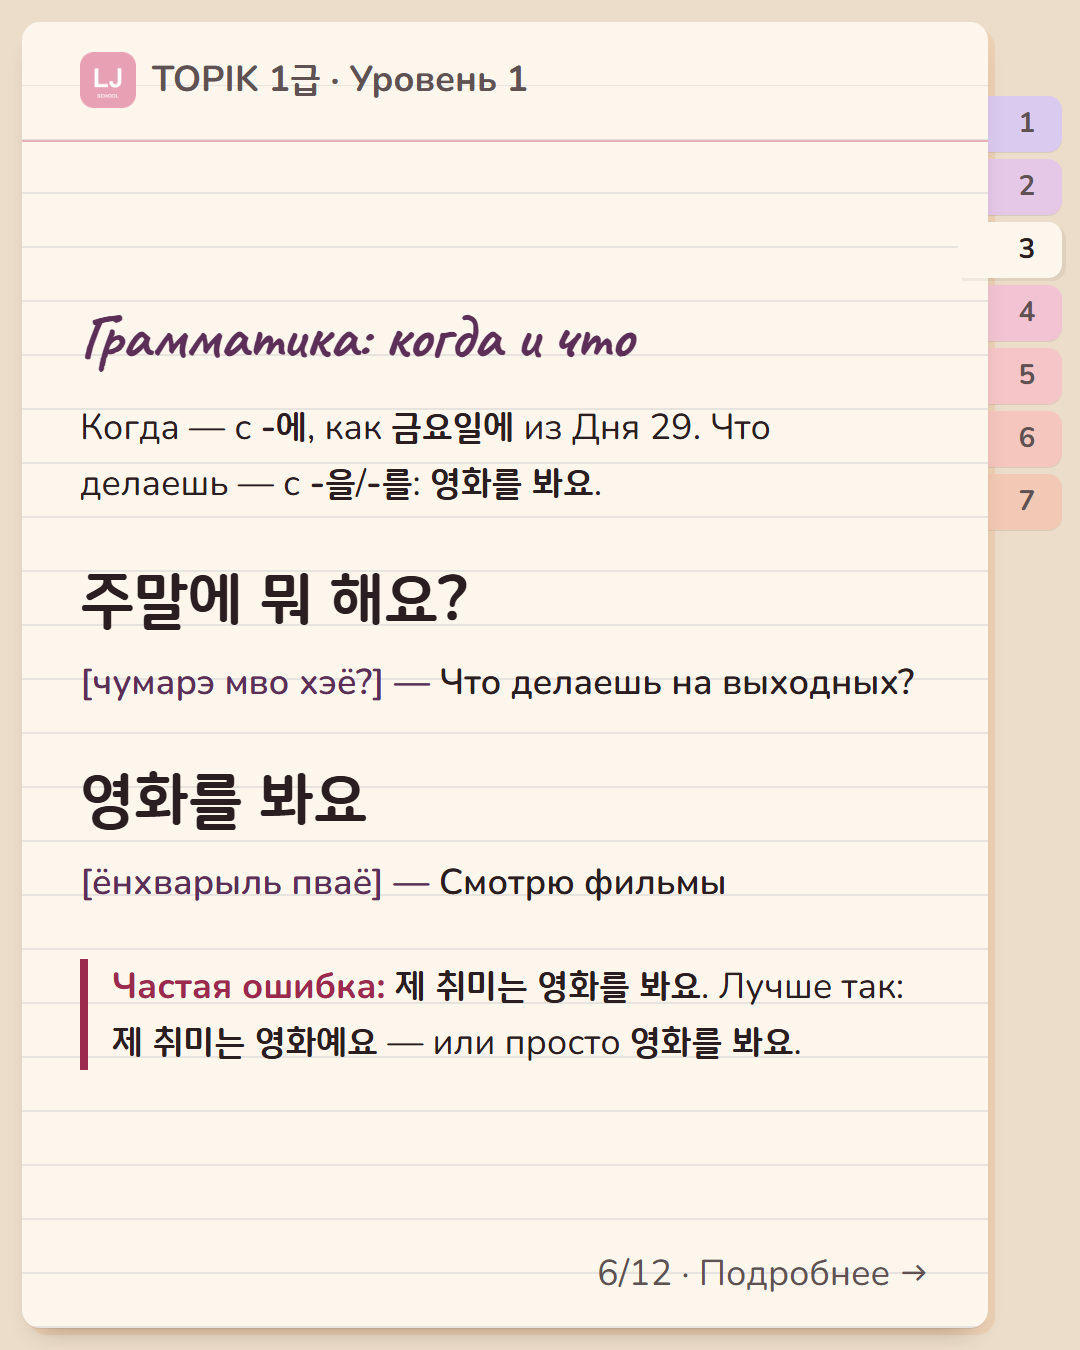 LJ
SCHOOL
TOPIK 1급 · Уровень 1
1
2
3
4
5
6
7
Грамматика: когда и что
Когда — с -에, как 금요일에 из Дня 29. Что
делаешь — с -을/-를: 영화를 봐요.
주말에 뭐 해요?
[чумарэ мво хэё?] — Что делаешь на выходных?
영화를 봐요
[ёнхварыль пваё] — Смотрю фильмы
Частая ошибка: 제 취미는 영화를 봐요. Лучше так:
제 취미는 영화예요 — или просто 영화를 봐요.
6/12 · Подробнее →